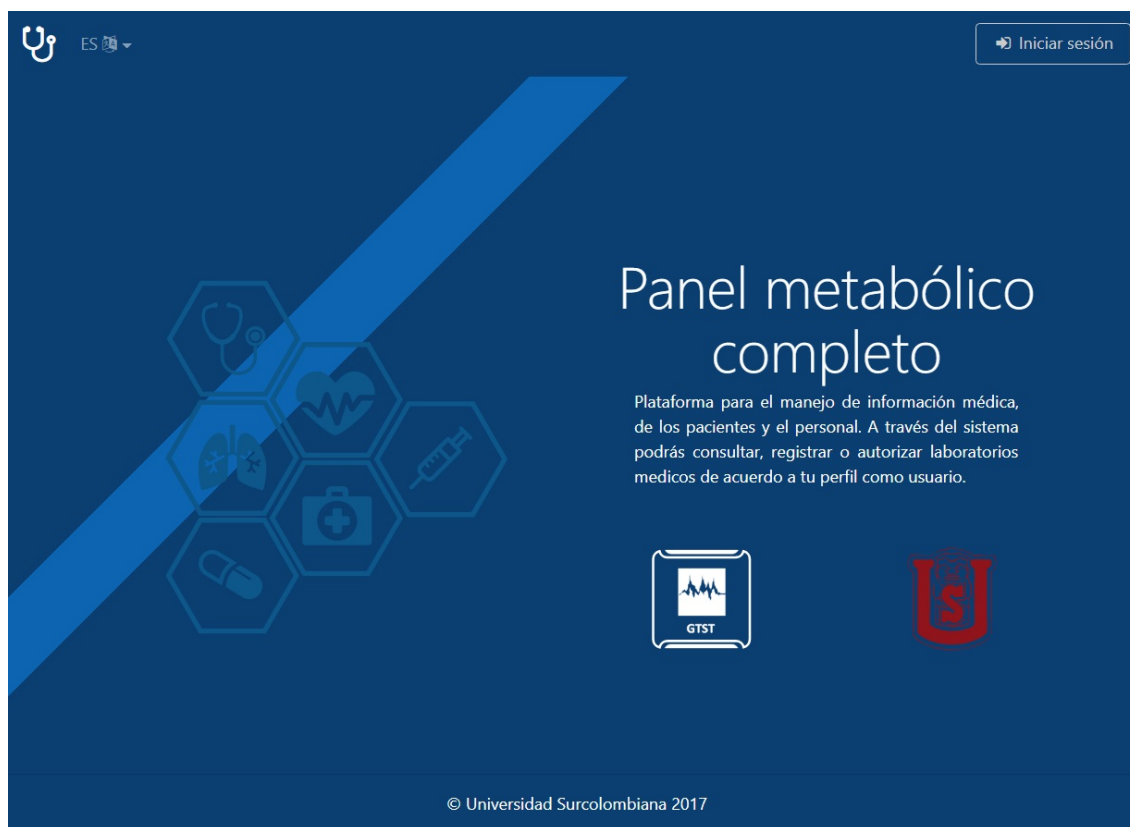 ES
Iniciar sesión
Panel metabólico
completo
Plataforma para el manejo de información médica,
de los pacientes y el personal. A través del sistema
podrás consultar, registrar o autorizar laboratorios
medicos de acuerdo a tu perfil como usuario.
GTST
US
© Universidad Surcolombiana 2017